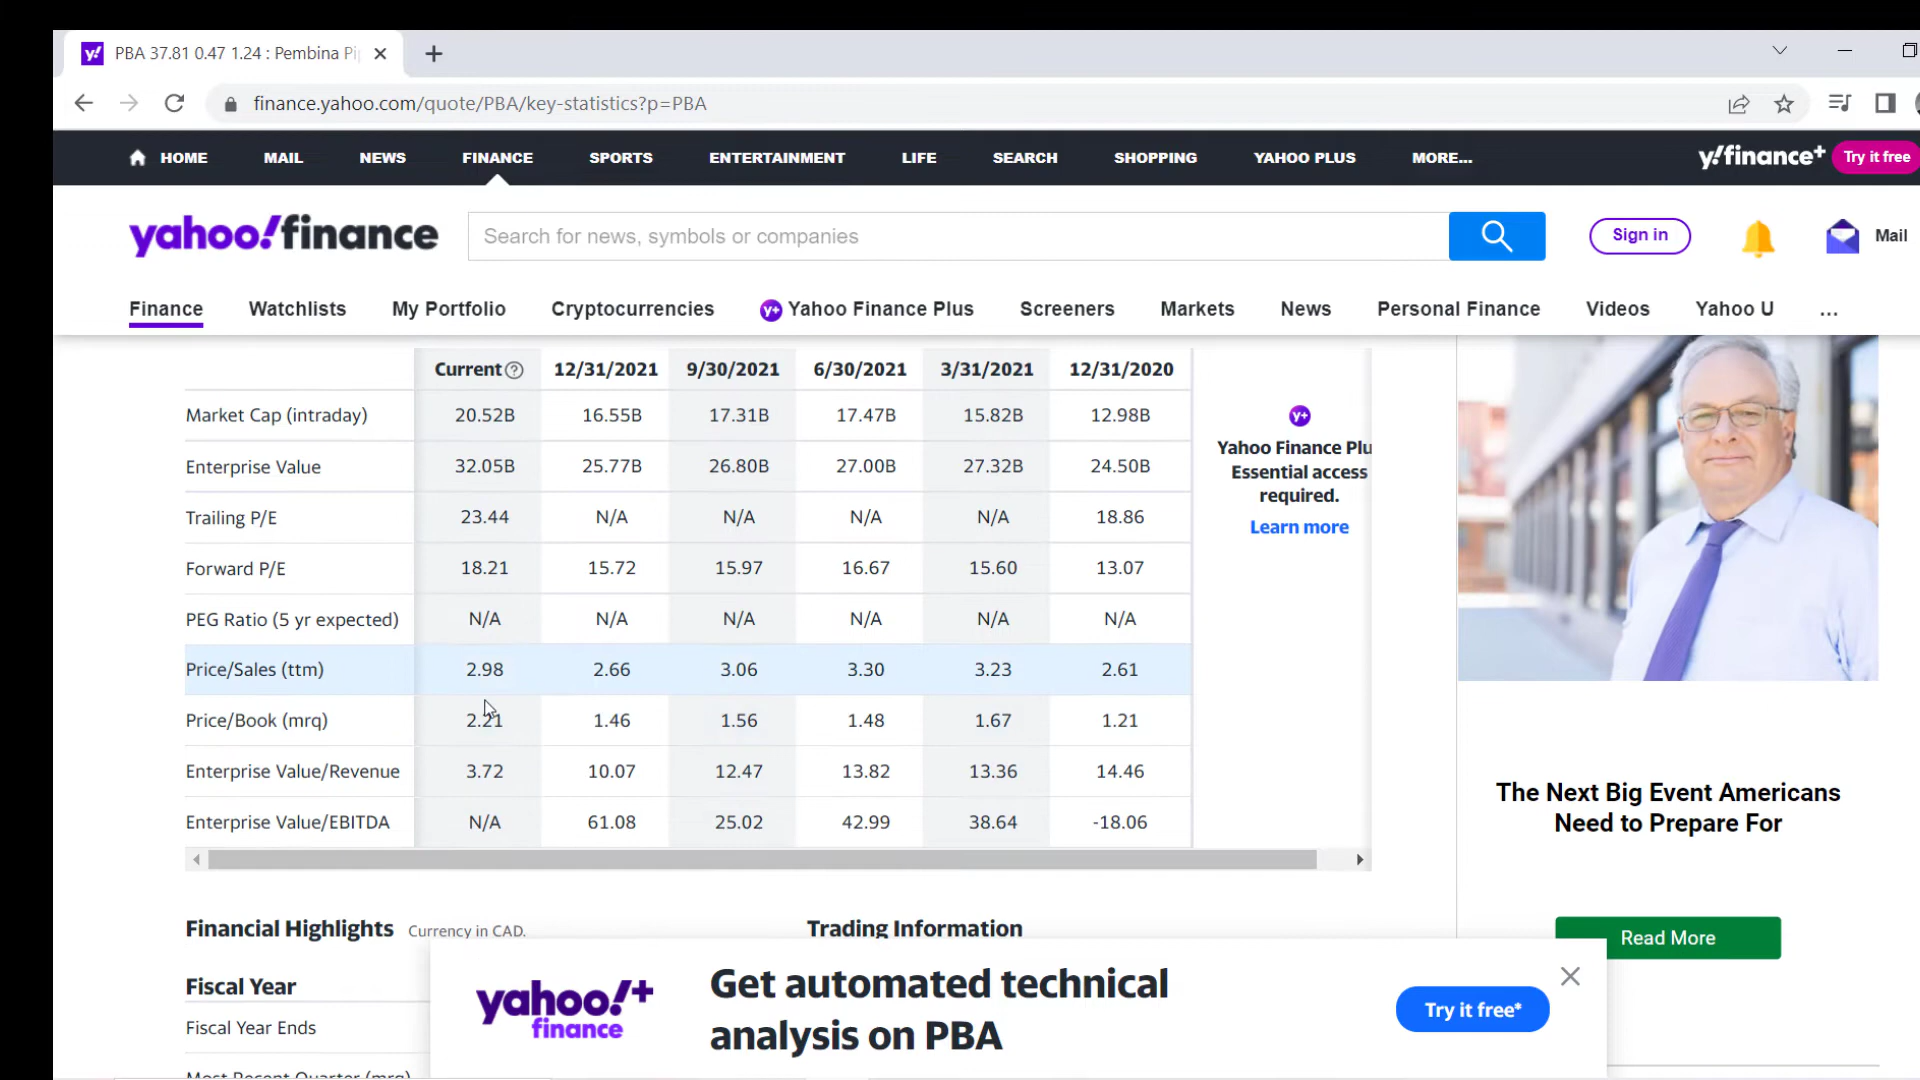 PBA 37.81 0.47 1.24 : Pembina Pi
finance.yahoo.com/quote/PBA/key-statistics?p=PBA
HOME MAIL NEWS FINANCE SPORTS ENTERTAINMENT LIFE SEARCH SHOPPING YAHOO PLUS MORE... y!finance+ Try it free
yahoo!finance Search for news, symbols or companies Sign in Mail
Finance Watchlists My Portfolio Cryptocurrencies y+ Yahoo Finance Plus Screeners Markets News Personal Finance Videos Yahoo U ...
Current 12/31/2021 9/30/2021 6/30/2021 3/31/2021 12/31/2020
Market Cap (intraday) 20.52B 16.55B 17.31B 17.47B 15.82B 12.98B
Enterprise Value 32.05B 25.77B 26.80B 27.00B 27.32B 24.50B
Trailing P/E 23.44 N/A N/A N/A N/A 18.86
Forward P/E 18.21 15.72 15.97 16.67 15.60 13.07
PEG Ratio (5 yr expected) N/A N/A N/A N/A N/A N/A
Price/Sales (ttm) 2.98 2.66 3.06 3.30 3.23 2.61
Price/Book (mrq) 2.21 1.46 1.56 1.48 1.67 1.21
Enterprise Value/Revenue 3.72 10.07 12.47 13.82 13.36 14.46
Enterprise Value/EBITDA N/A 61.08 25.02 42.99 38.64 -18.06
y+
Yahoo Finance Plu
Essential access
required.
Learn more
The Next Big Event Americans
Need to Prepare For
Read More
Financial Highlights Currency in CAD.
Trading Information
Fiscal Year
Fiscal Year Ends
Most Recent Quarter (mrq)
yahoo!+
finance
Get automated technical
analysis on PBA
Try it free*